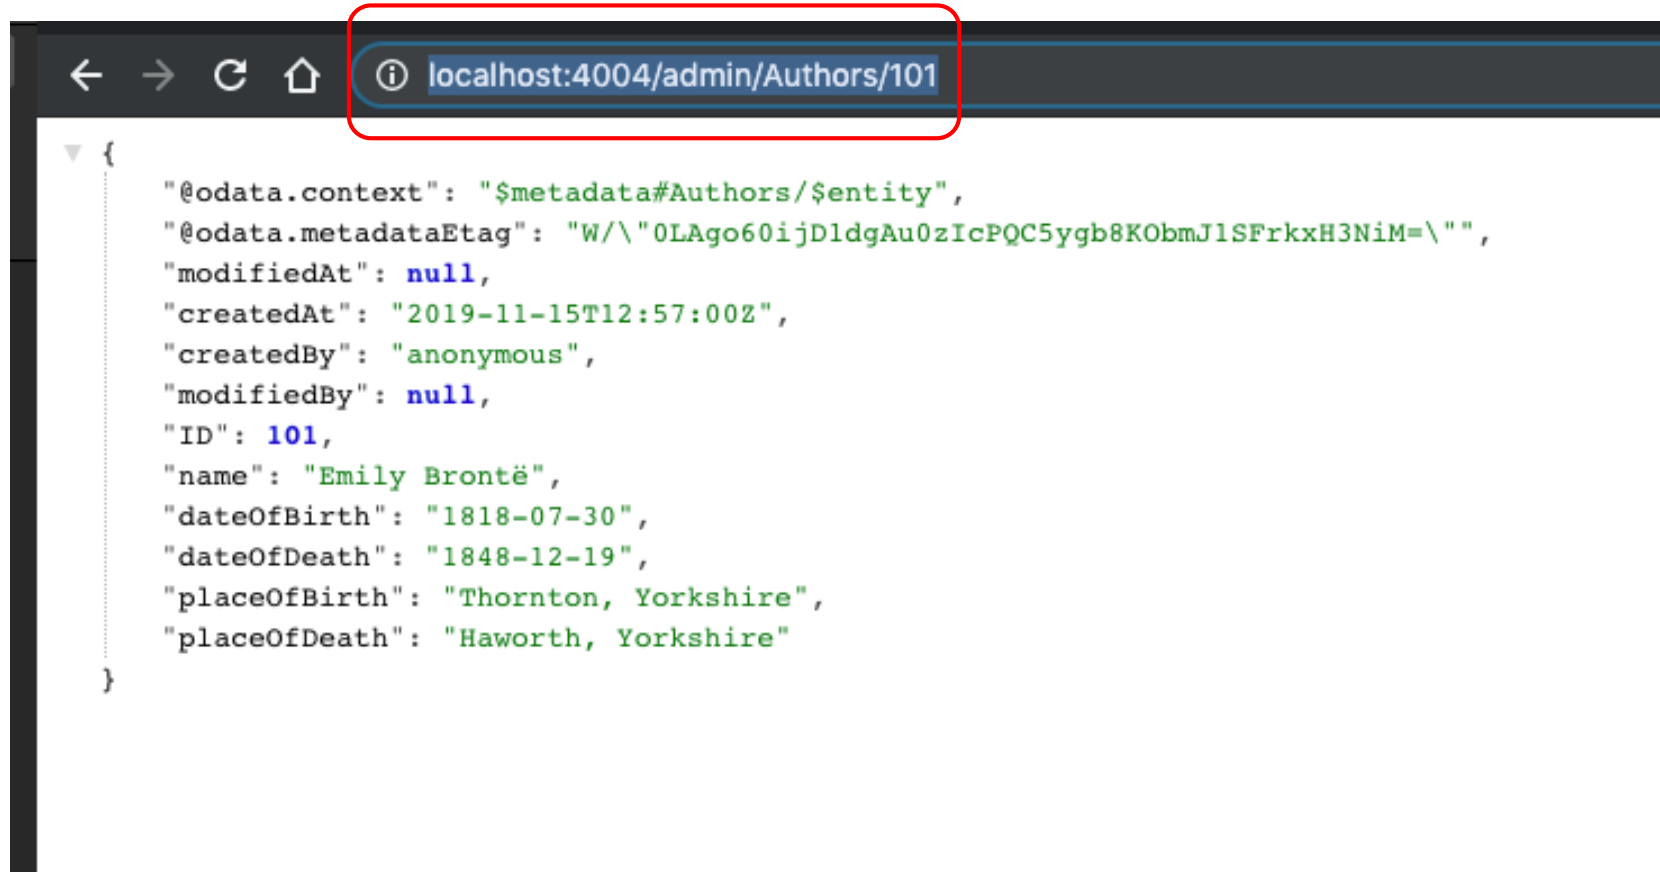 localhost:4004/admin/Authors/101
{
"@odata.context": "$metadata#Authors/$entity",
"@odata.metadataEtag": "W/\"0LAgo60ijD1dgAu0zIcPQC5ygb8KObmJ1SFrkxH3NiM=\"",
"modifiedAt": null,
"createdAt": "2019-11-15T12:57:00Z",
"createdBy": "anonymous",
"modifiedBy": null,
"ID": 101,
"name": "Emily Brontë",
"dateOfBirth": "1818-07-30",
"dateOfDeath": "1848-12-19",
"placeOfBirth": "Thornton, Yorkshire",
"placeOfDeath": "Haworth, Yorkshire"
}